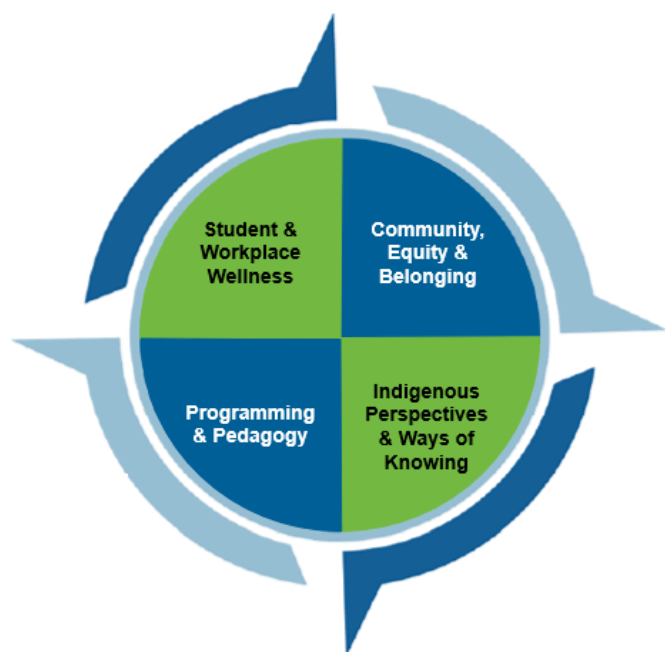 Student &
Workplace
Wellness
Community,
Equity &
Belonging
Programming
& Pedagogy
Indigenous
Perspectives
& Ways of
Knowing